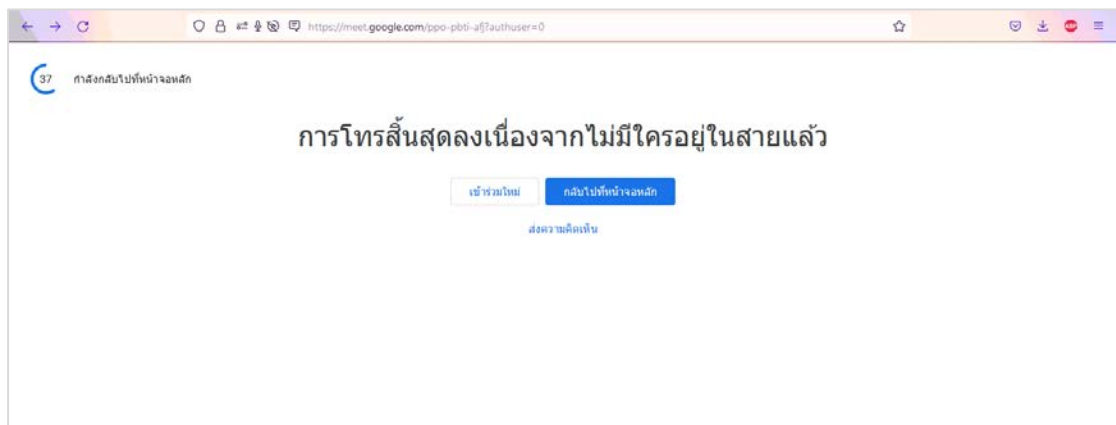 https://meet.google.com/ppo-pbti-afj?authuser=0
ABP
37 กำลังกลับไปที่หน้าจอหลัก
การโทรสิ้นสุดลงเนื่องจากไม่มีใครอยู่ในสายแล้ว
เข้าร่วมใหม่ กลับไปที่หน้าจอหลัก
ส่งความคิดเห็น